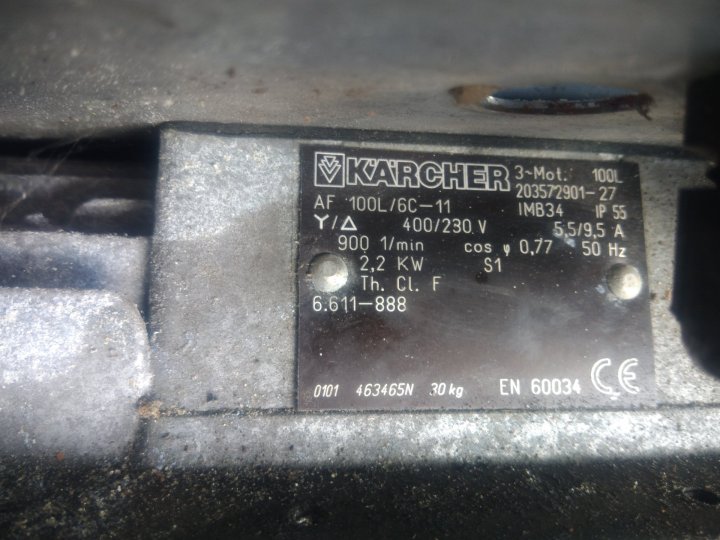 KÄRCHER 3~Mot. 100L
203572901-27
AF 100L/6C-11 IMB34 IP 55
Y/Δ 400/230 V 5,5/9,5 A
900 1/min cos φ 0,77 50 Hz
2,2 KW S1
Th. Cl. F
6.611-888
0101 463465N 30kg EN 60034 CE